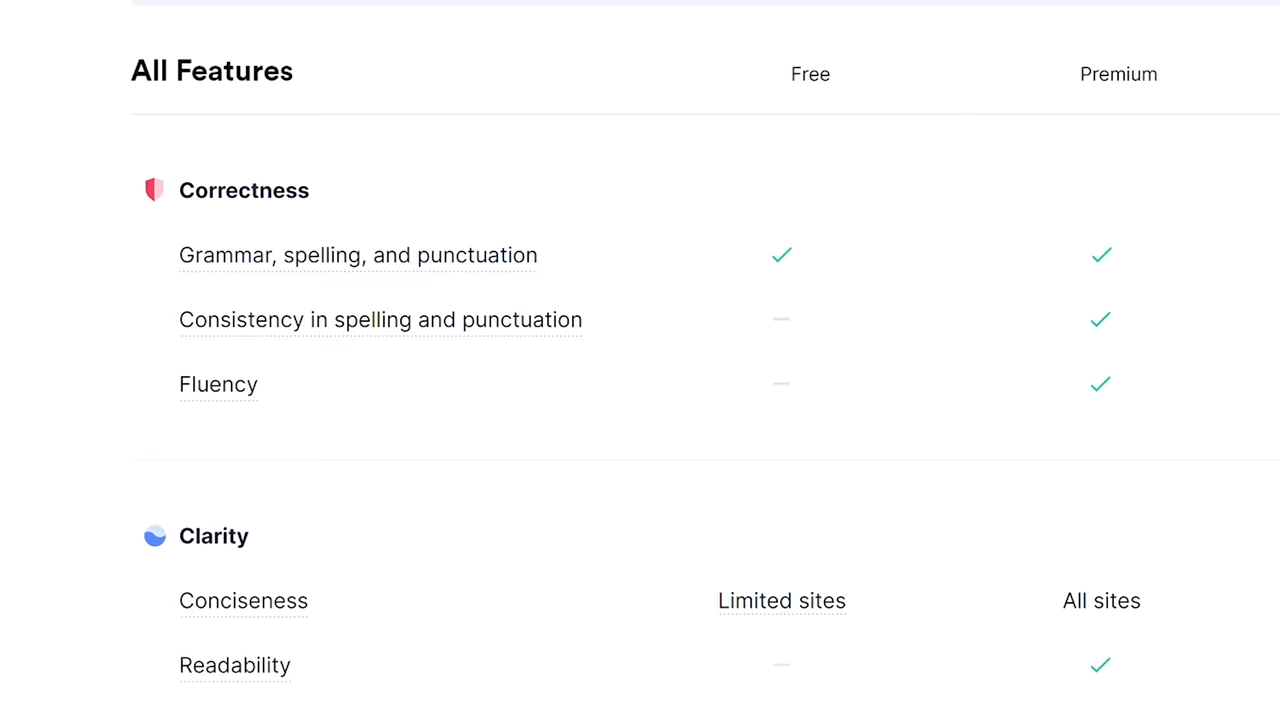 All Features Free Premium
Correctness
Grammar, spelling, and punctuation
Consistency in spelling and punctuation
Fluency
Clarity
Conciseness Limited sites All sites
Readability